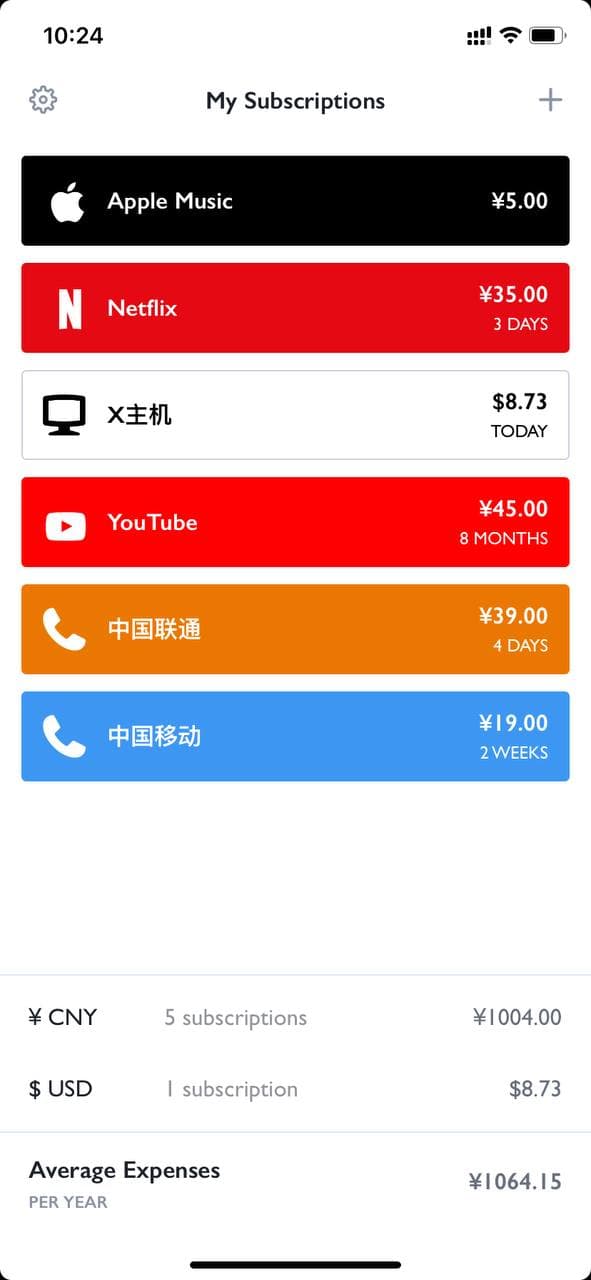 10:24
My Subscriptions
Apple Music
¥5.00
Netflix
¥35.00
3 DAYS
X主机
$8.73
TODAY
YouTube
¥45.00
8 MONTHS
中国联通
¥39.00
4 DAYS
中国移动
¥19.00
2 WEEKS
¥ CNY 5 subscriptions ¥1004.00
$ USD 1 subscription $8.73
Average Expenses
PER YEAR
¥1064.15